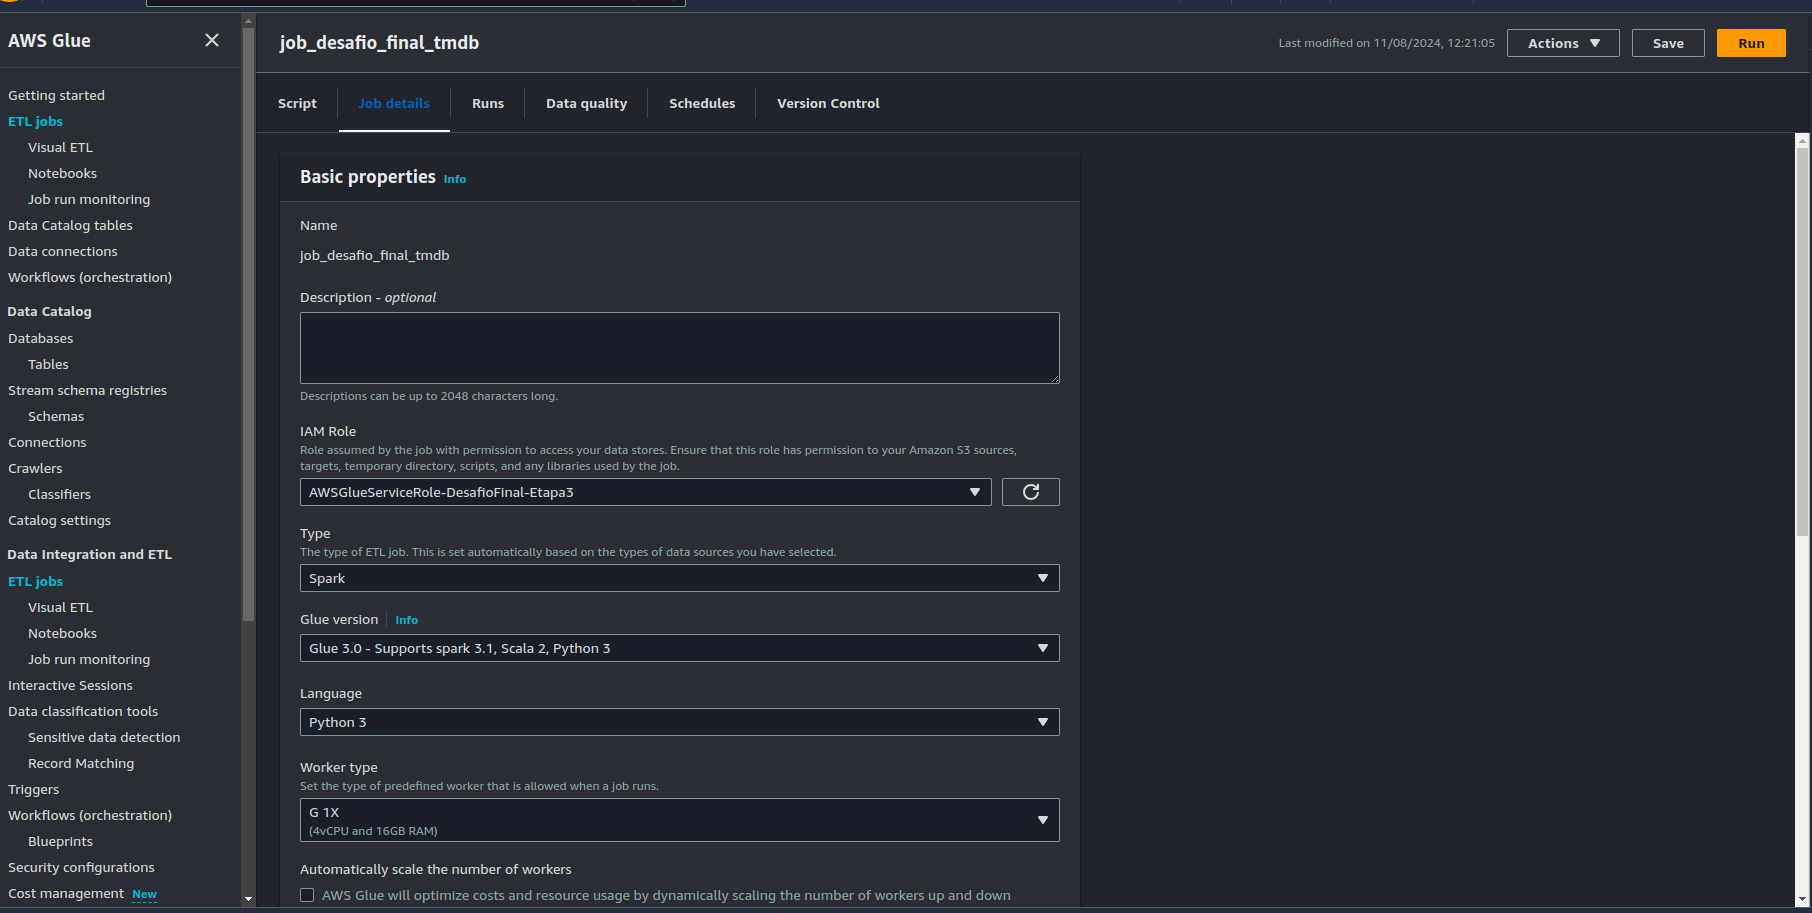 AWS Glue
Getting started
ETL jobs
Visual ETL
Notebooks
Job run monitoring
Data Catalog tables
Data connections
Workflows (orchestration)
Data Catalog
Databases
Tables
Stream schema registries
Schemas
Connections
Crawlers
Classifiers
Catalog settings
Data Integration and ETL
ETL jobs
Visual ETL
Notebooks
Job run monitoring
Interactive Sessions
Data classification tools
Sensitive data detection
Record Matching
Triggers
Workflows (orchestration)
Blueprints
Security configurations
Cost management New
job_desafio_final_tmdb
Last modified on 11/08/2024, 12:21:05
Actions
Save
Run
Script
Job details
Runs
Data quality
Schedules
Version Control
Basic properties Info
Name
job_desafio_final_tmdb
Description - optional
Descriptions can be up to 2048 characters long.
IAM Role
Role assumed by the job with permission to access your data stores. Ensure that this role has permission to your Amazon S3 sources,
targets, temporary directory, scripts, and any libraries used by the job.
AWSGlueServiceRole-DesafioFInal-Etapa3
Type
The type of ETL job. This is set automatically based on the types of data sources you have selected.
Spark
Glue version Info
Glue 3.0 - Supports spark 3.1, Scala 2, Python 3
Language
Python 3
Worker type
Set the type of predefined worker that is allowed when a job runs.
G 1X
(4vCPU and 16GB RAM)
Automatically scale the number of workers
AWS Glue will optimize costs and resource usage by dynamically scaling the number of workers up and down